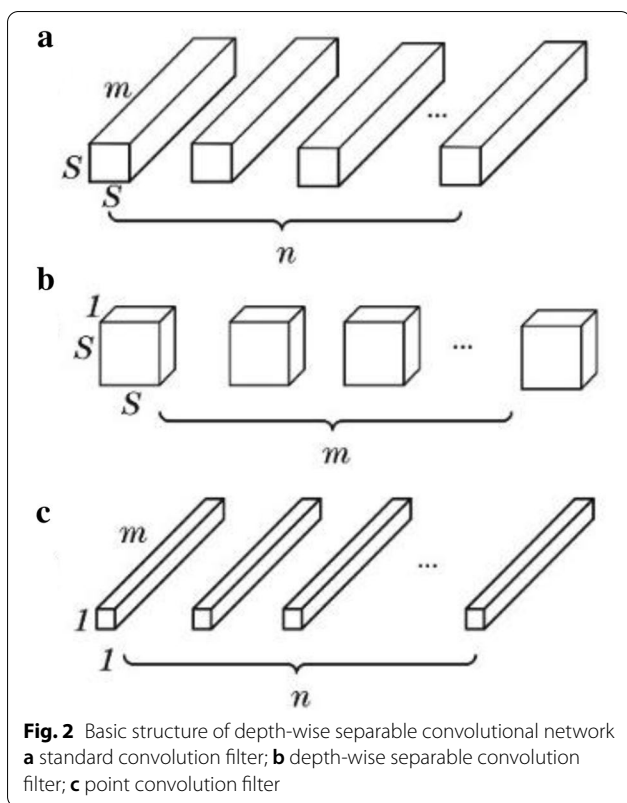 a
m
S
S
...
n
b
1
S
S
...
m
c
m
1
1
...
n
Fig. 2 Basic structure of depth-wise separable convolutional network
a standard convolution filter; b depth-wise separable convolution
filter; c point convolution filter